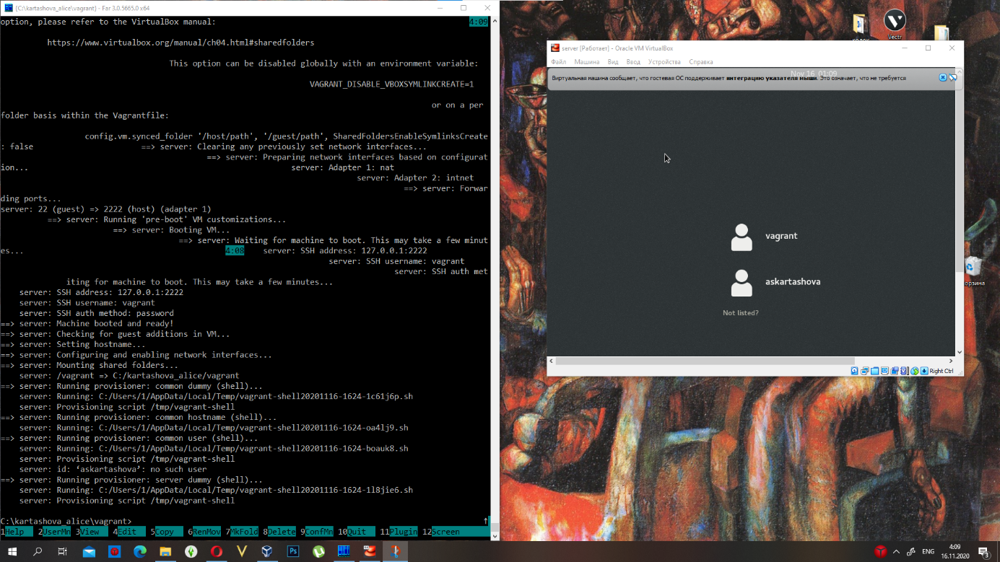 {C:\kartashova_alice\vagrant} - Far 3.0.5665.0 x64
option, please refer to the VirtualBox manual:
4:09
https://www.virtualbox.org/manual/ch04.html#sharedfolders
This option can be disabled globally with an environment variable:
VAGRANT_DISABLE_VBOXSYMLINKCREATE=1
or on a per
folder basis within the Vagrantfile:
config.vm.synced_folder '/host/path', '/guest/path', SharedFoldersEnableSymlinksCreate
: false ==> server: Clearing any previously set network interfaces...
==> server: Preparing network interfaces based on configurat
ion... server: Adapter 1: nat
server: Adapter 2: intnet
==> server: Forwar
ding ports...
server: 22 (guest) => 2222 (host) (adapter 1)
==> server: Running 'pre-boot' VM customizations...
==> server: Booting VM...
==> server: Waiting for machine to boot. This may take a few minut
es... 4:08 server: SSH address: 127.0.0.1:2222
server: SSH username: vagrant
server: SSH auth met
iting for machine to boot. This may take a few minutes...
server: SSH address: 127.0.0.1:2222
server: SSH username: vagrant
server: SSH auth method: password
==> server: Machine booted and ready!
==> server: Checking for guest additions in VM...
==> server: Setting hostname...
==> server: Configuring and enabling network interfaces...
==> server: Mounting shared folders...
server: /vagrant => C:/kartashova_alice/vagrant
==> server: Running provisioner: common dummy (shell)...
server: Running: C:/Users/1/AppData/Local/Temp/vagrant-shell20201116-1624-1c61j6p.sh
server: Provisioning script /tmp/vagrant-shell
==> server: Running provisioner: common hostname (shell)...
server: Running: C:/Users/1/AppData/Local/Temp/vagrant-shell20201116-1624-oa4lj9.sh
==> server: Running provisioner: common user (shell)...
server: Running: C:/Users/1/AppData/Local/Temp/vagrant-shell20201116-1624-boauk8.sh
server: Provisioning script /tmp/vagrant-shell
server: id: ‘askartashova’: no such user
==> server: Running provisioner: server dummy (shell)...
server: Running: C:/Users/1/AppData/Local/Temp/vagrant-shell20201116-1624-1l8jie6.sh
server: Provisioning script /tmp/vagrant-shell
C:\kartashova_alice\vagrant>
1Help 2UserMn 3View 4Edit 5Copy 6RenMov 7MkFold 8Delete 9ConfMn 10Quit 11Plugin 12Screen
Vectr
server [Работает] - Oracle VM VirtualBox
Файл Машина Вид Ввод Устройства Справка
Nov 16, 01:09
Виртуальная машина сообщает, что гостевая ОС поддерживает интеграцию указателя мыши. Это означает, что не требуется
vagrant
askartashova
Not listed?
Right Ctrl
орзина
Ps
ENG
4:09
16.11.2020
3